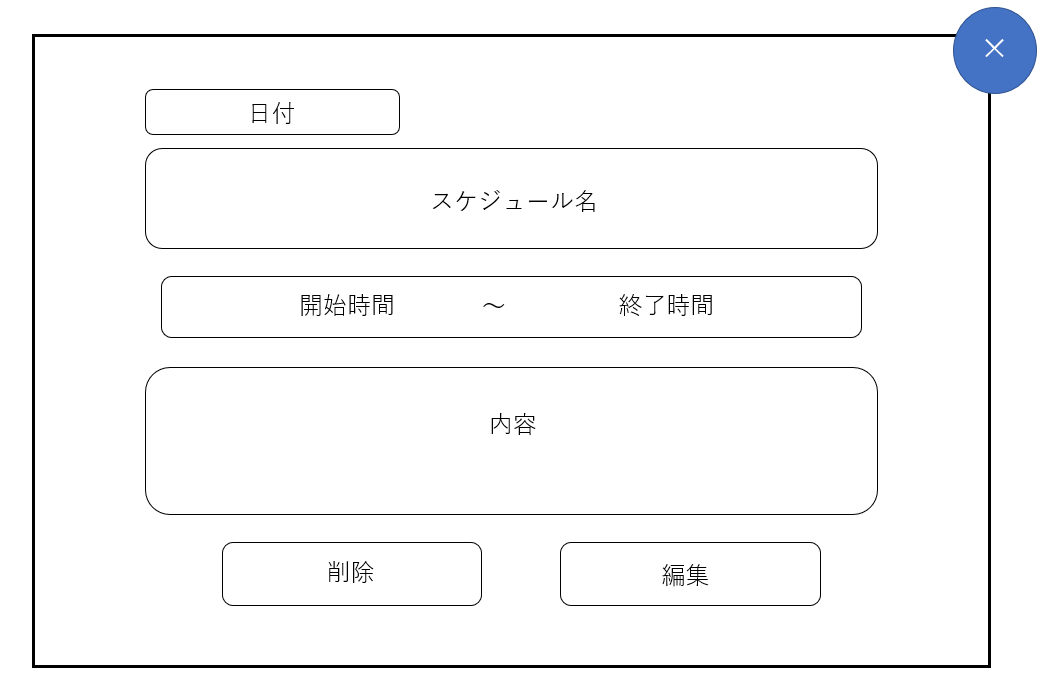 ×
日付
スケジュール名
開始時間 ～ 終了時間
内容
削除 編集